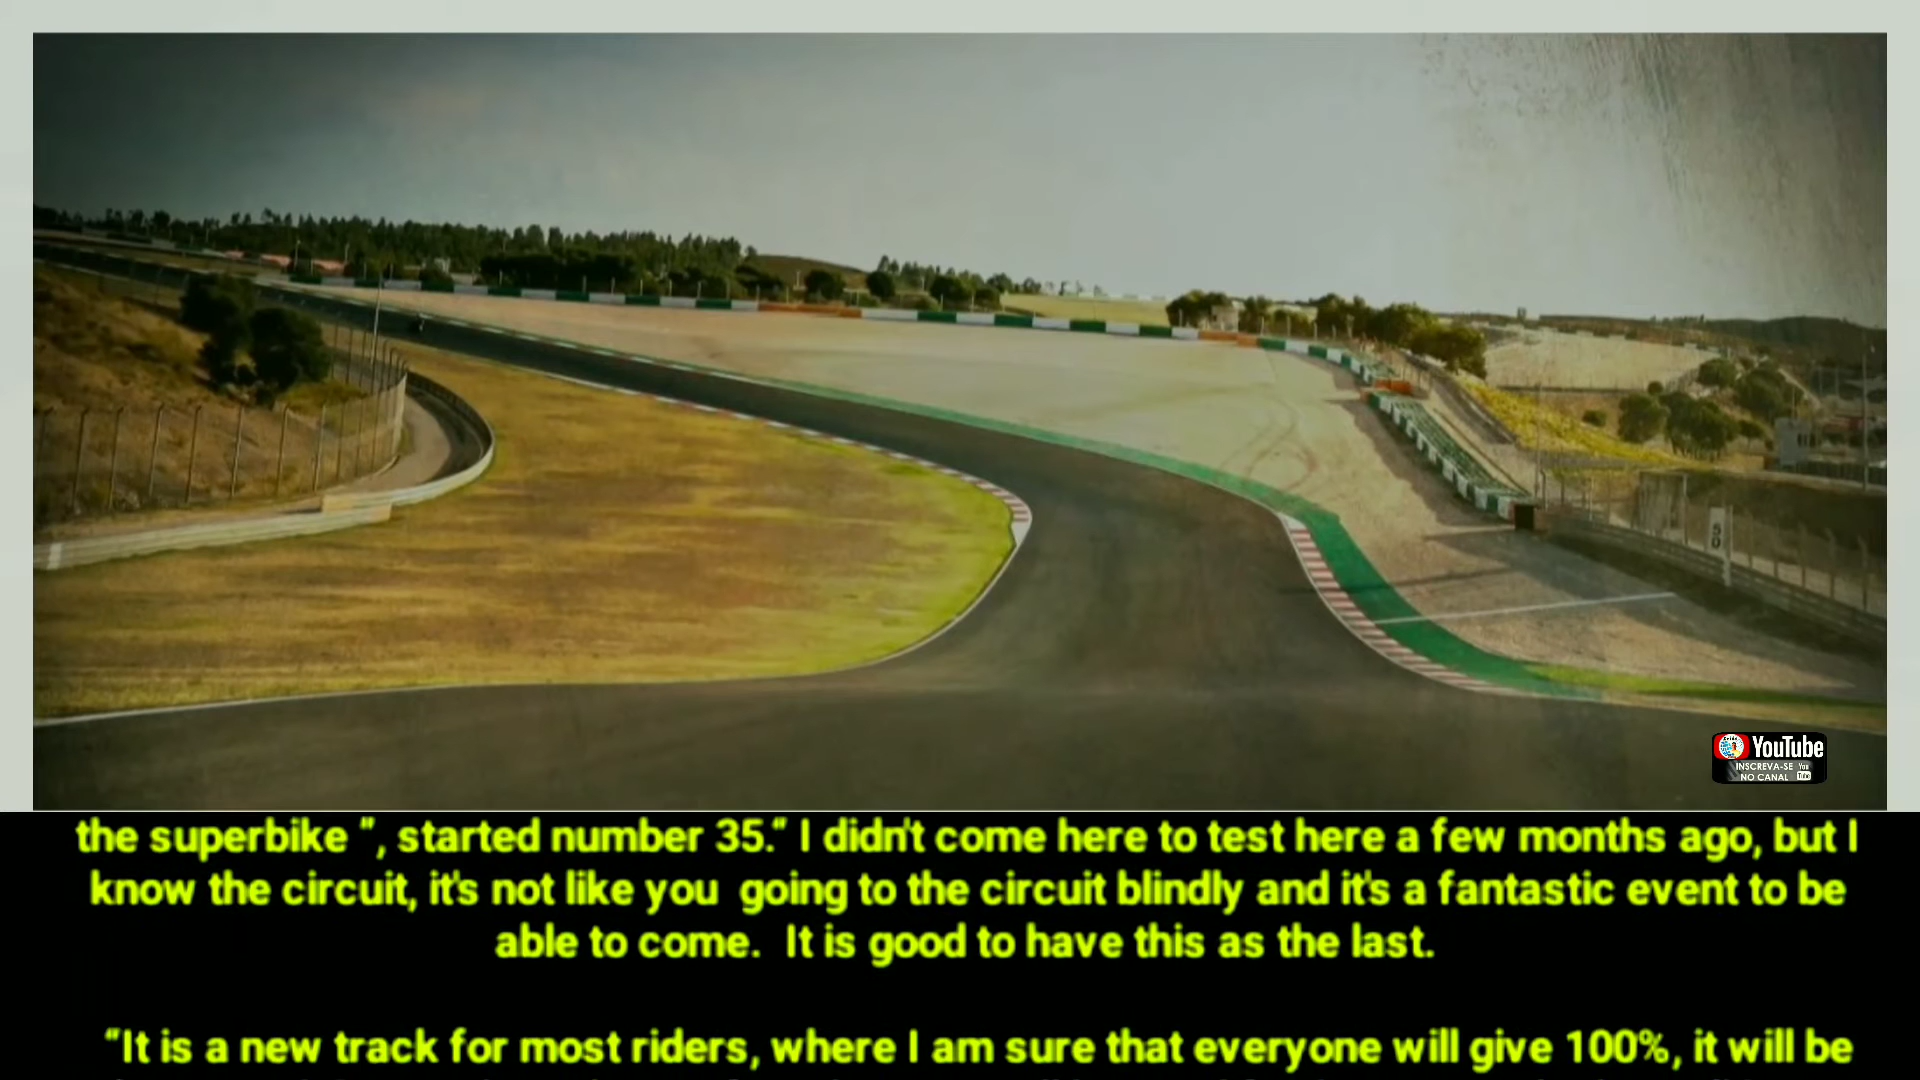 50
YouTube
INSCREVA-SE
NO CANAL
You
Tube
the superbike ”, started number 35.“ I didn't come here to test here a few months ago, but I
know the circuit, it's not like you  going to the circuit blindly and it's a fantastic event to be
able to come.  It is good to have this as the last.
“It is a new track for most riders, where I am sure that everyone will give 100%, it will be